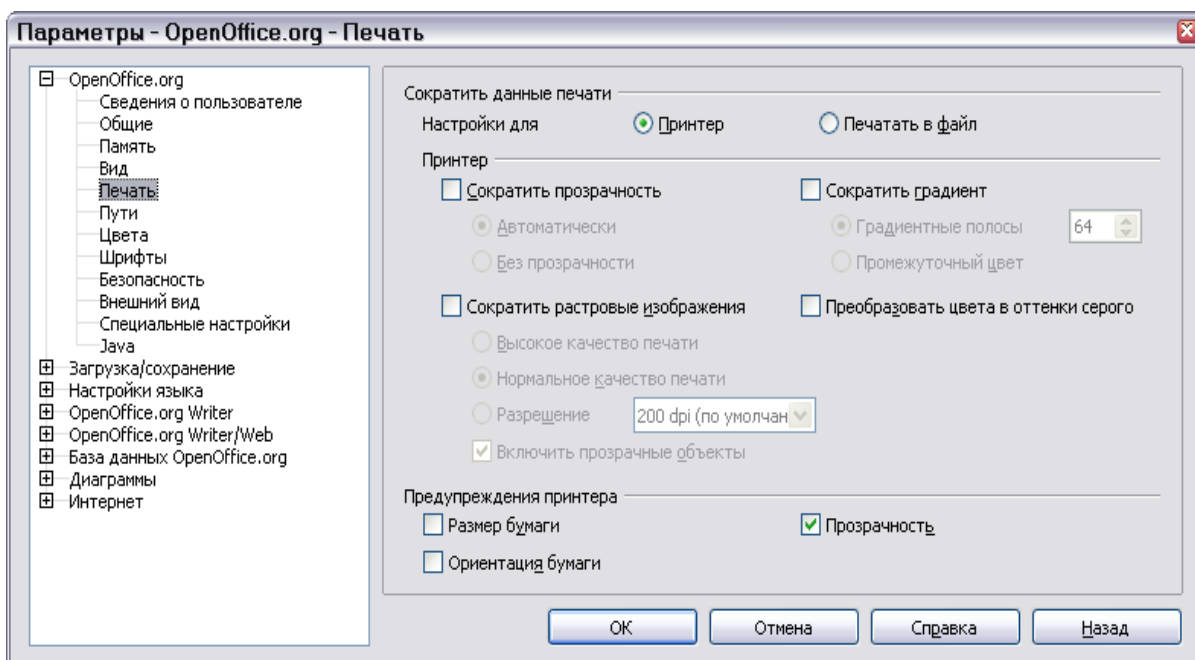 Параметры - OpenOffice.org - Печать
OpenOffice.org
Сведения о пользователе
Общие
Память
Вид
Печать
Пути
Цвета
Шрифты
Безопасность
Внешний вид
Специальные настройки
Java
Загрузка/сохранение
Настройки языка
OpenOffice.org Writer
OpenOffice.org Writer/Web
База данных OpenOffice.org
Диаграммы
Интернет
Сократить данные печати
Настройки для Принтер Печатать в файл
Принтер
Сократить прозрачность Сократить градиент
Автоматически Градиентные полосы 64
Без прозрачности Промежуточный цвет
Сократить растровые изображения Преобразовать цвета в оттенки серого
Высокое качество печати
Нормальное качество печати
Разрешение 200 dpi (по умолчан
Включить прозрачные объекты
Предупреждения принтера
Размер бумаги Прозрачность
Ориентация бумаги
ОК Отмена Справка Назад